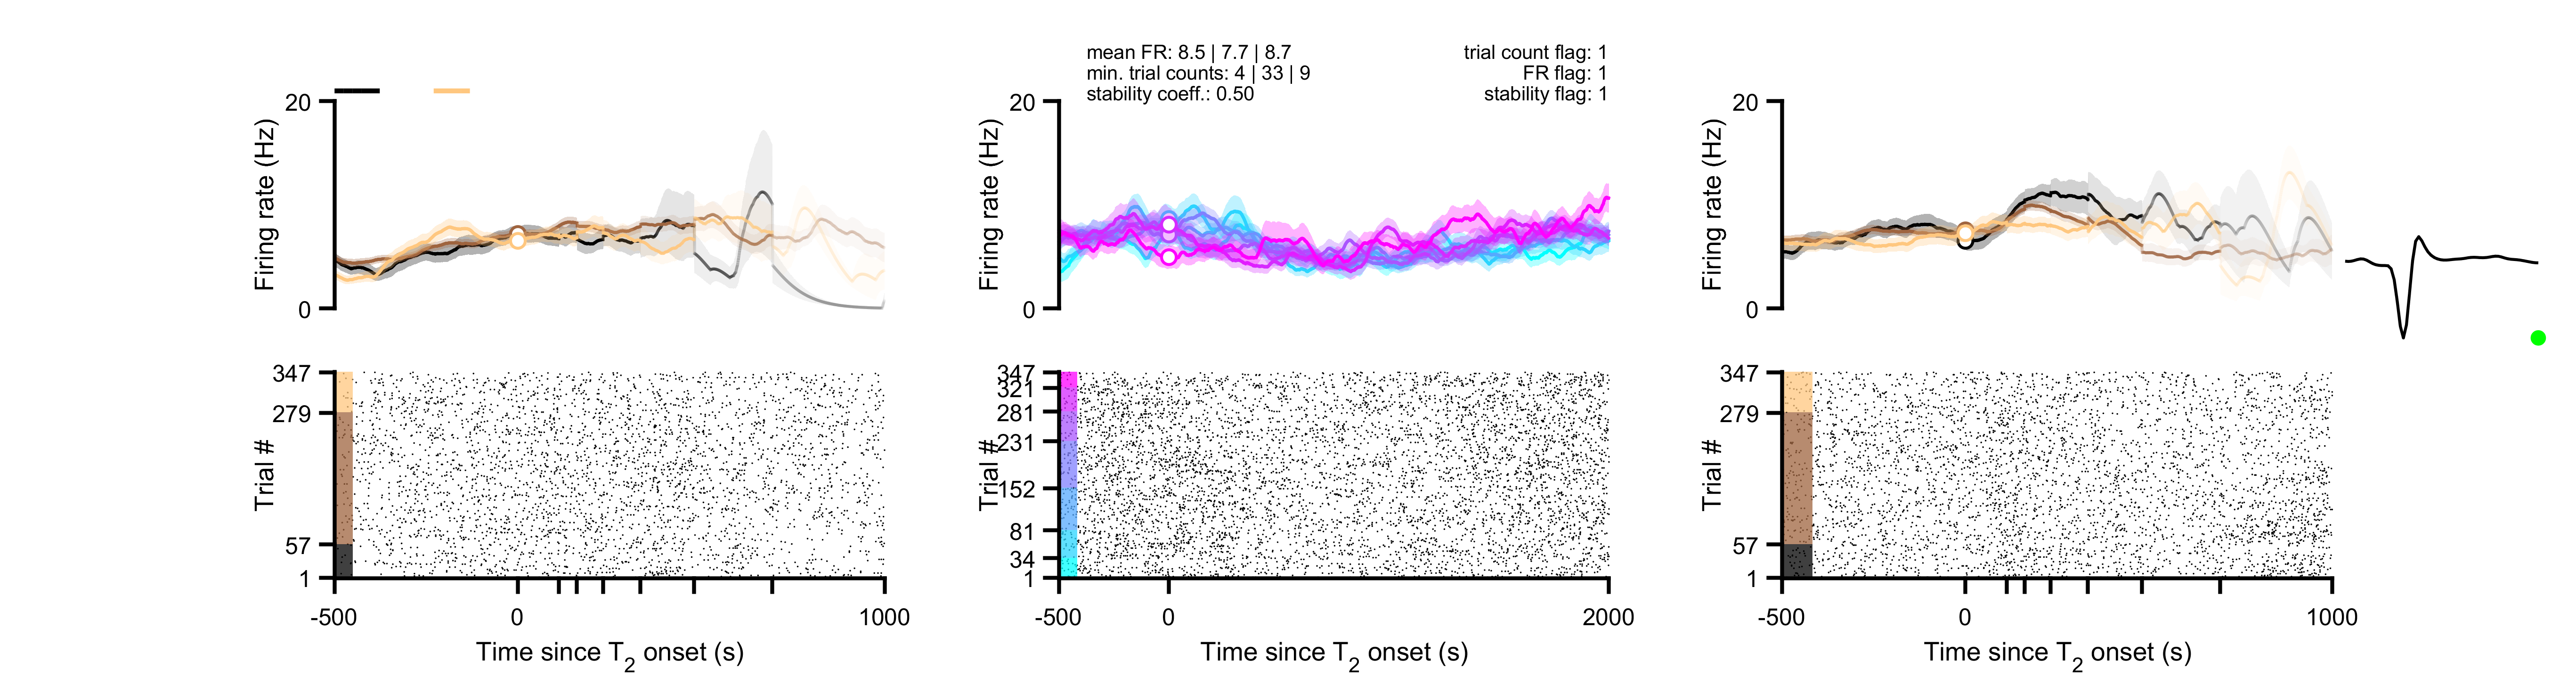 mean FR: 8.5 | 7.7 | 8.7
min. trial counts: 4 | 33 | 9
stability coeff.: 0.50
trial count flag: 1
FR flag: 1
stability flag: 1
20
Firing rate (Hz)
0
347
279
Trial #
57
1
-500
0
1000
Time since T2 onset (s)
20
Firing rate (Hz)
0
347
321
281
231
Trial #
152
81
34
1
-500
0
2000
Time since T2 onset (s)
20
Firing rate (Hz)
0
347
279
Trial #
57
1
-500
0
1000
Time since T2 onset (s)